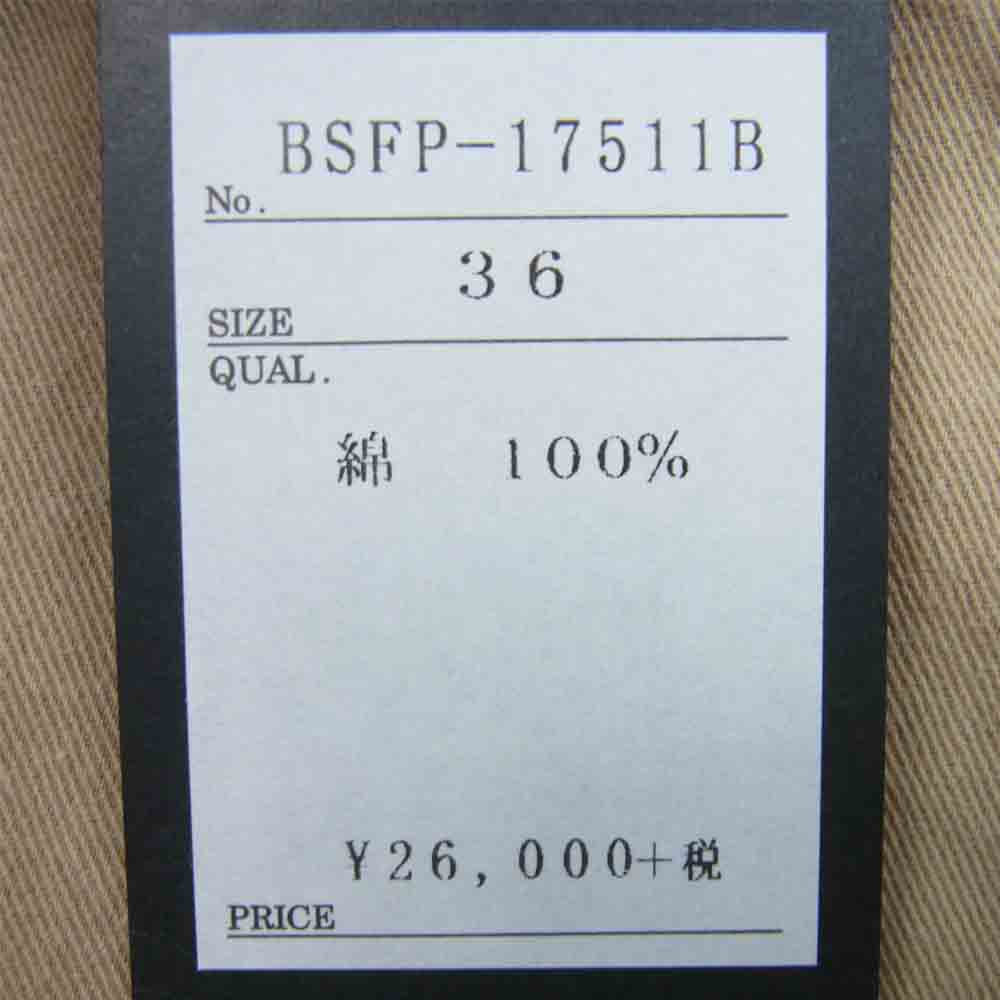 BSFP-17511B
No.
36
SIZE
QUAL.
綿 100%
¥26,000+税
PRICE